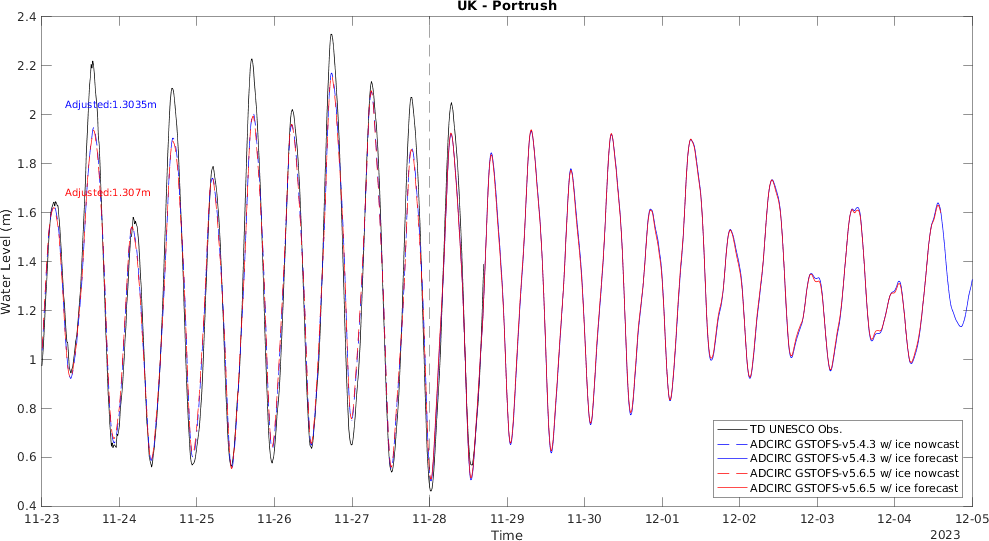 UK - Portrush
2.4
2.2
2
1.8
1.6
1.4
1.2
1
0.8
0.6
0.4
Water Level (m)
Adjusted:1.3035m
Adjusted:1.307m
TD UNESCO Obs.
ADCIRC GSTOFS-v5.4.3 w/ ice nowcast
ADCIRC GSTOFS-v5.4.3 w/ ice forecast
ADCIRC GSTOFS-v5.6.5 w/ ice nowcast
ADCIRC GSTOFS-v5.6.5 w/ ice forecast
11-23 11-24 11-25 11-26 11-27 11-28 11-29 11-30 12-01 12-02 12-03 12-04 12-05
Time
2023